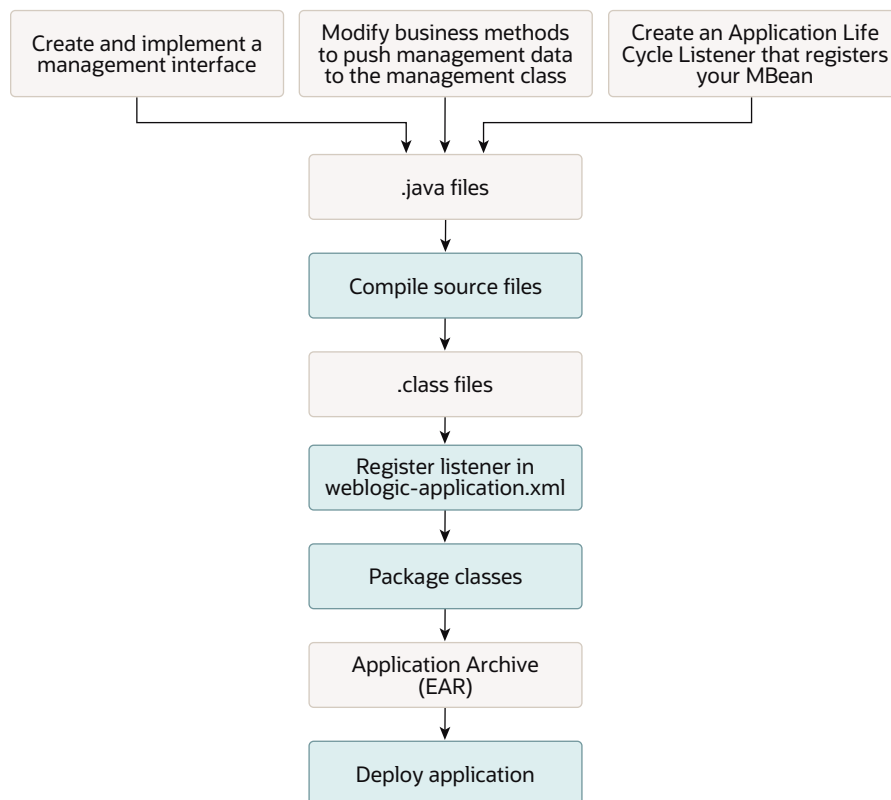 Create and implement a
management interface
Modify business methods
to push management data
to the management class
Create an Application Life
Cycle Listener that registers
your MBean
.java files
Compile source files
.class files
Register listener in
weblogic-application.xml
Package classes
Application Archive
(EAR)
Deploy application